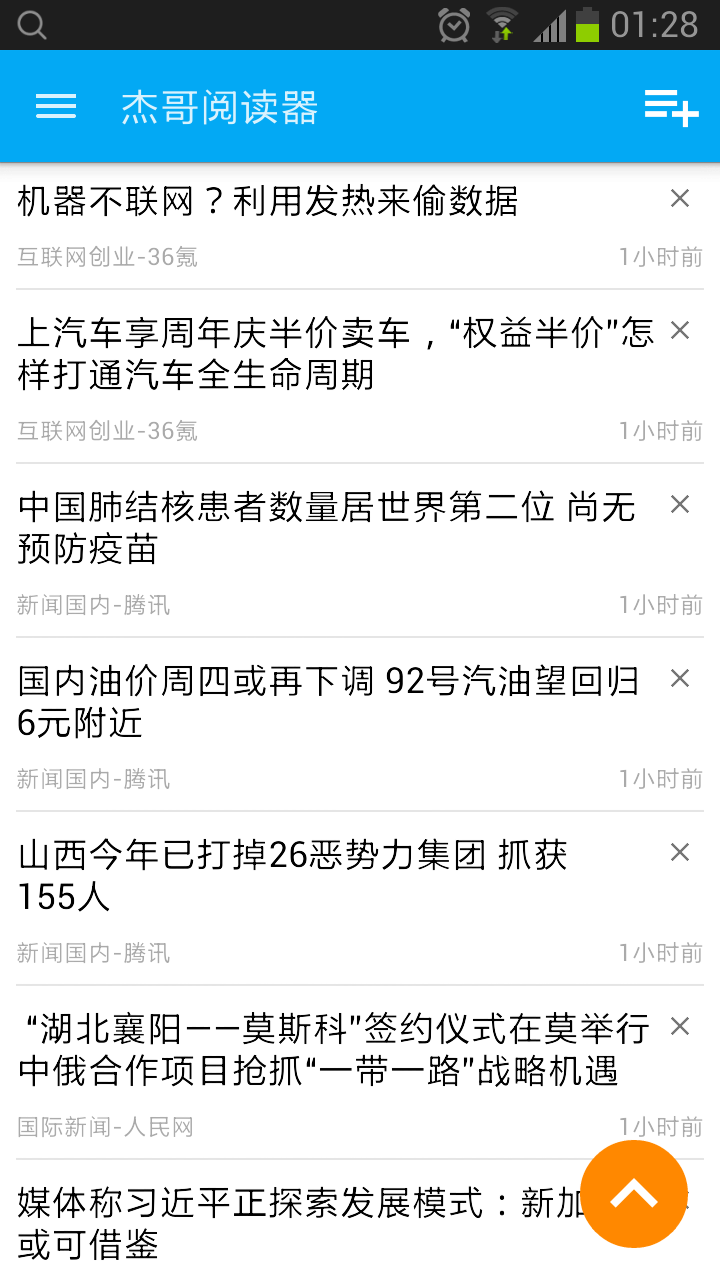 01:28
杰哥阅读器
机器不联网？利用发热来偷数据
互联网创业-36氪
1小时前
上汽车享周年庆半价卖车，“权益半价”怎
样打通汽车全生命周期
互联网创业-36氪
1小时前
中国肺结核患者数量居世界第二位 尚无
预防疫苗
新闻国内-腾讯
1小时前
国内油价周四或再下调 92号汽油望回归
6元附近
新闻国内-腾讯
1小时前
山西今年已打掉26恶势力集团 抓获
155人
新闻国内-腾讯
1小时前
“湖北襄阳——莫斯科”签约仪式在莫举行
中俄合作项目抢抓“一带一路”战略机遇
国际新闻-人民网
1小时前
媒体称习近平正探索发展模式：新加
或可借鉴